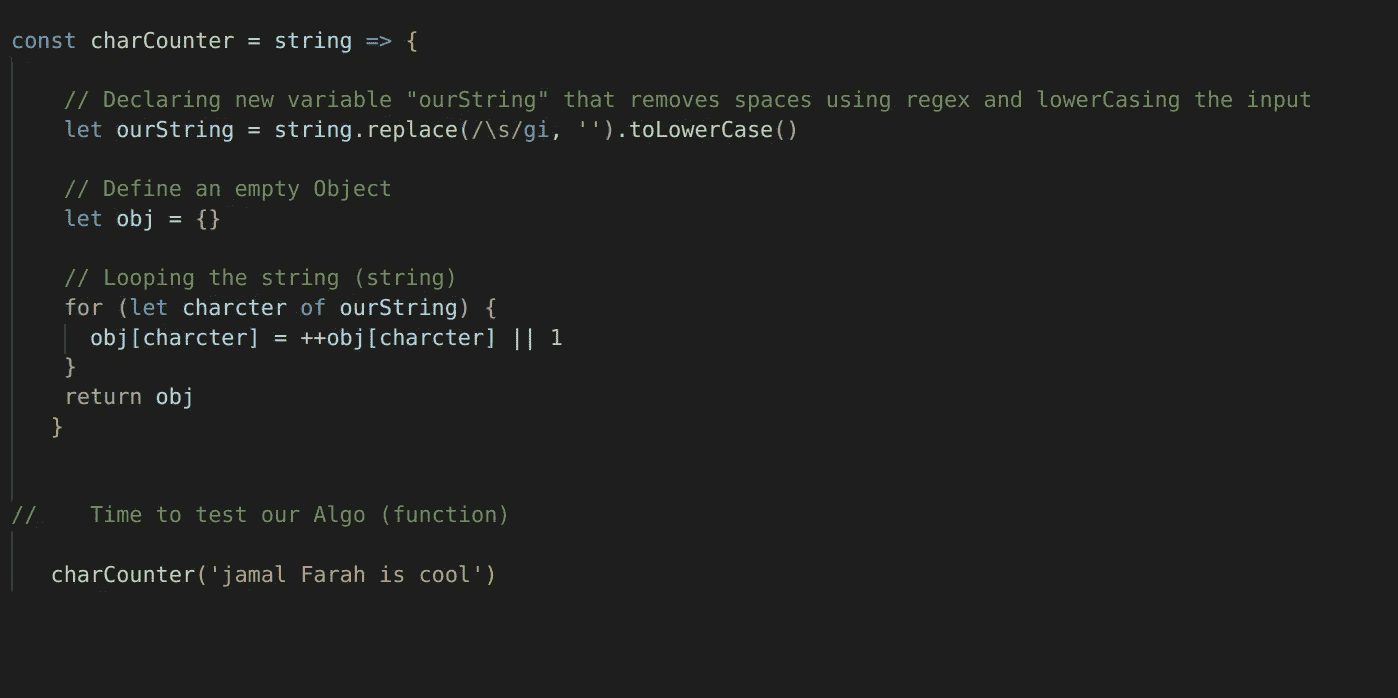 const charCounter = string => {
// Declaring new variable "ourString" that removes spaces using regex and lowerCasing the input
let ourString = string.replace(/\s/gi, '').toLowerCase()
// Define an empty Object
let obj = {}
// Looping the string (string)
for (let charcter of ourString) {
obj[charcter] = ++obj[charcter] || 1
}
return obj
}
// Time to test our Algo (function)
charCounter('jamal Farah is cool')